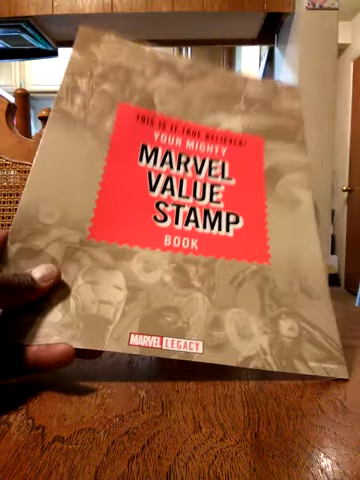 THIS IS IT, TRUE BELIEVER!
YOUR MIGHTY
MARVEL
VALUE
STAMP
BOOK
MARVEL LEGACY